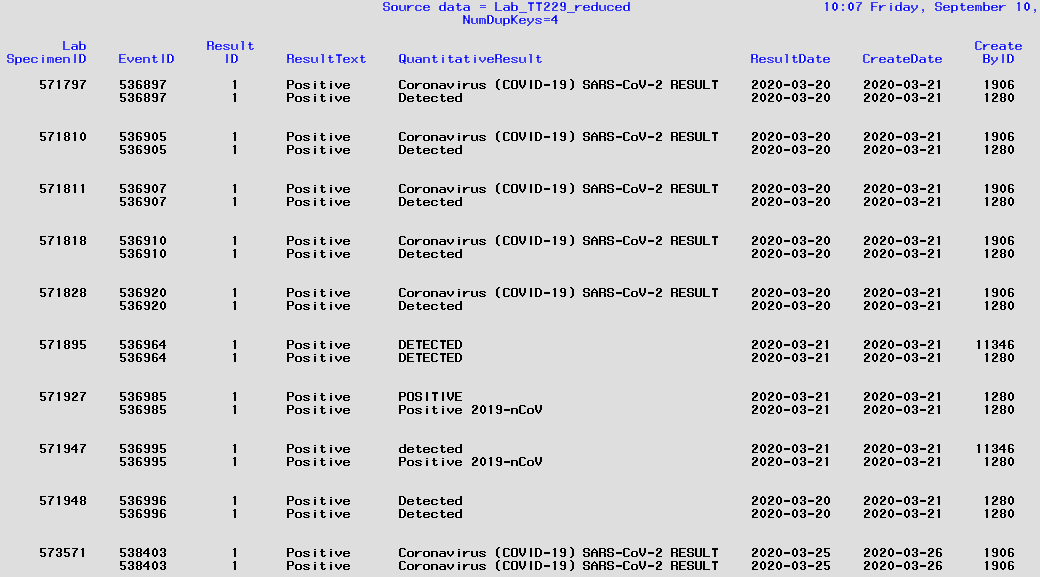 Source data = Lab_TT229_reduced 10:07 Friday, September 10,
NumDupKeys=4
Lab Result Create
SpecimenID EventID ID ResultText QuantitativeResult ResultDate CreateDate ByID
571797 536897 1 Positive Coronavirus (COVID-19) SARS-CoV-2 RESULT 2020-03-20 2020-03-21 1906
536897 1 Positive Detected 2020-03-20 2020-03-21 1280
571810 536905 1 Positive Coronavirus (COVID-19) SARS-CoV-2 RESULT 2020-03-20 2020-03-21 1906
536905 1 Positive Detected 2020-03-20 2020-03-21 1280
571811 536907 1 Positive Coronavirus (COVID-19) SARS-CoV-2 RESULT 2020-03-20 2020-03-21 1906
536907 1 Positive Detected 2020-03-20 2020-03-21 1280
571818 536910 1 Positive Coronavirus (COVID-19) SARS-CoV-2 RESULT 2020-03-20 2020-03-21 1906
536910 1 Positive Detected 2020-03-20 2020-03-21 1280
571828 536920 1 Positive Coronavirus (COVID-19) SARS-CoV-2 RESULT 2020-03-20 2020-03-21 1906
536920 1 Positive Detected 2020-03-20 2020-03-21 1280
571895 536964 1 Positive DETECTED 2020-03-21 2020-03-21 11346
536964 1 Positive DETECTED 2020-03-21 2020-03-21 1280
571927 536985 1 Positive POSITIVE 2020-03-21 2020-03-21 1280
536985 1 Positive Positive 2019-nCoV 2020-03-21 2020-03-21 1280
571947 536995 1 Positive detected 2020-03-21 2020-03-21 11346
536995 1 Positive Positive 2019-nCoV 2020-03-21 2020-03-21 1280
571948 536996 1 Positive Detected 2020-03-20 2020-03-21 1280
536996 1 Positive Detected 2020-03-20 2020-03-21 1280
573571 538403 1 Positive Coronavirus (COVID-19) SARS-CoV-2 RESULT 2020-03-25 2020-03-26 1906
538403 1 Positive Coronavirus (COVID-19) SARS-CoV-2 RESULT 2020-03-25 2020-03-26 1906